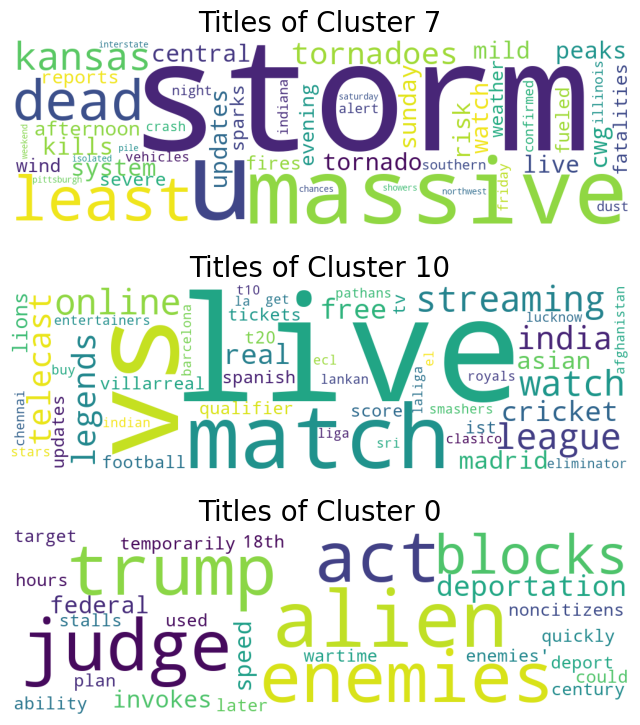 Titles of Cluster 7
interstate
kansas central storm tornadoes mild peaks
reports night indiana saturday alert sunday weather confirmed illinois
dead updates sparks evening risk watch fueled cwg fatalities
afternoon crash
weekend kills pile vehicles u fires tornado southern live
wind isolated system massive
pittsburgh severe chances showers northwest friday dust
least
Titles of Cluster 10
lions online vs live t10 la get pathans tv streaming afghanistan
entertainers barcelona tickets free lucknow
telecast t20 real india
buy legends villarreal spanish ecl lankan laliga el royals asian watch
chennai updates indian qualifier match score smashers ist cricket
stars liga sri clasico league
football madrid eliminator
Titles of Cluster 0
target temporarily 18th act blocks
hours trump deportation
federal alien noncitizens
stalls used speed quickly
judge wartime enemies' deport
plan enemies could
ability invokes later century